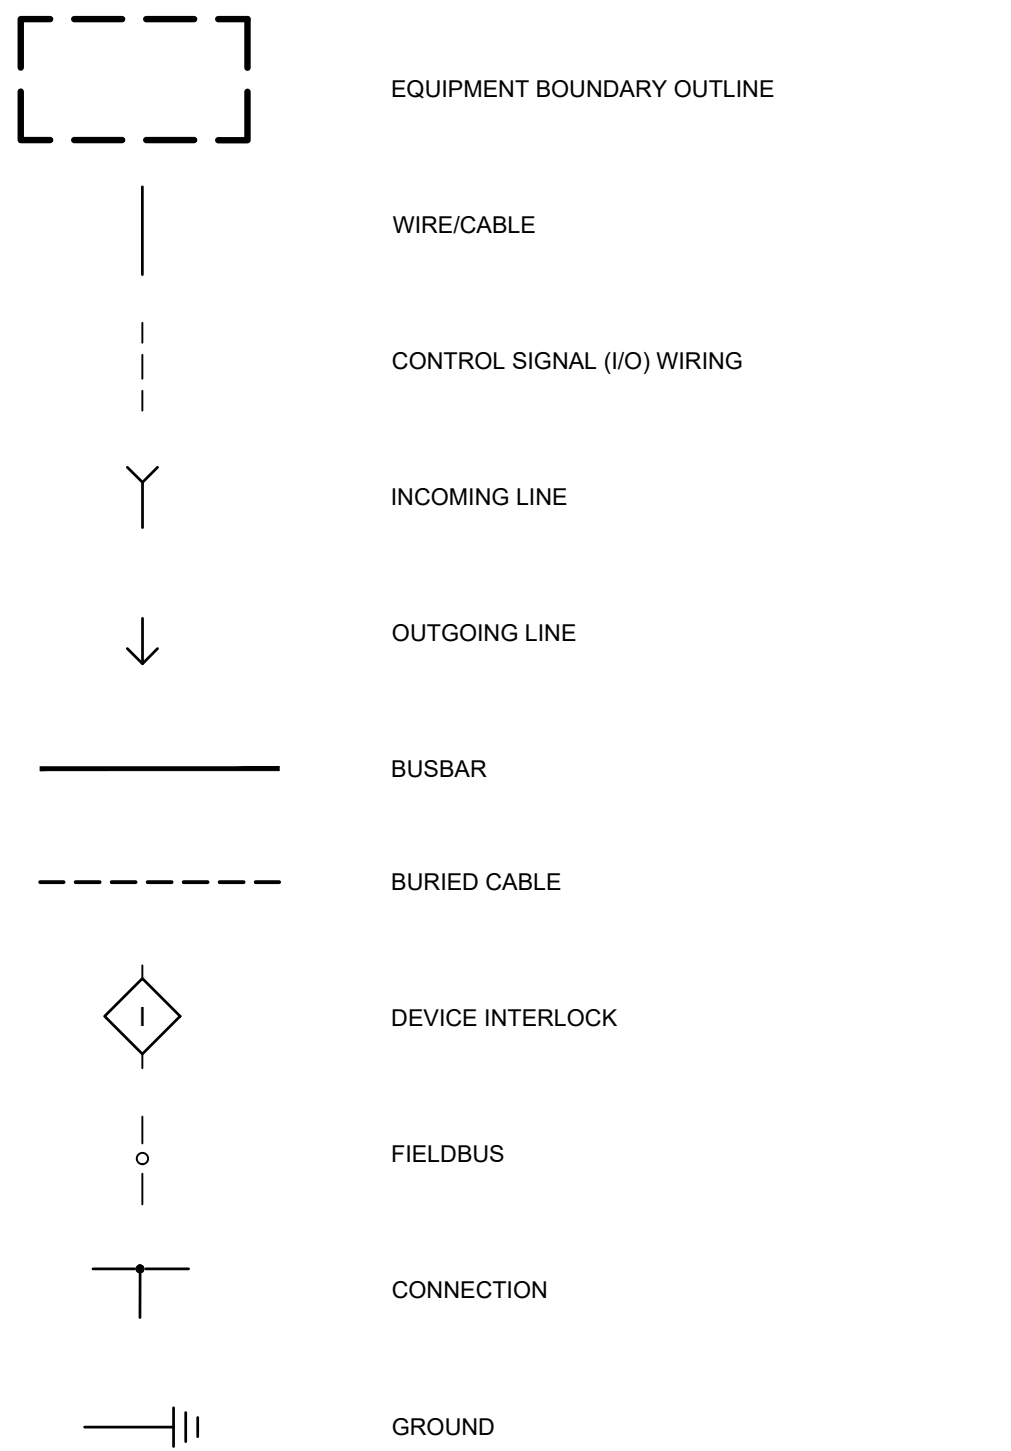 EQUIPMENT BOUNDARY OUTLINE
WIRE/CABLE
CONTROL SIGNAL (I/O) WIRING
INCOMING LINE
OUTGOING LINE
BUSBAR
BURIED CABLE
I
DEVICE INTERLOCK
FIELDBUS
CONNECTION
GROUND